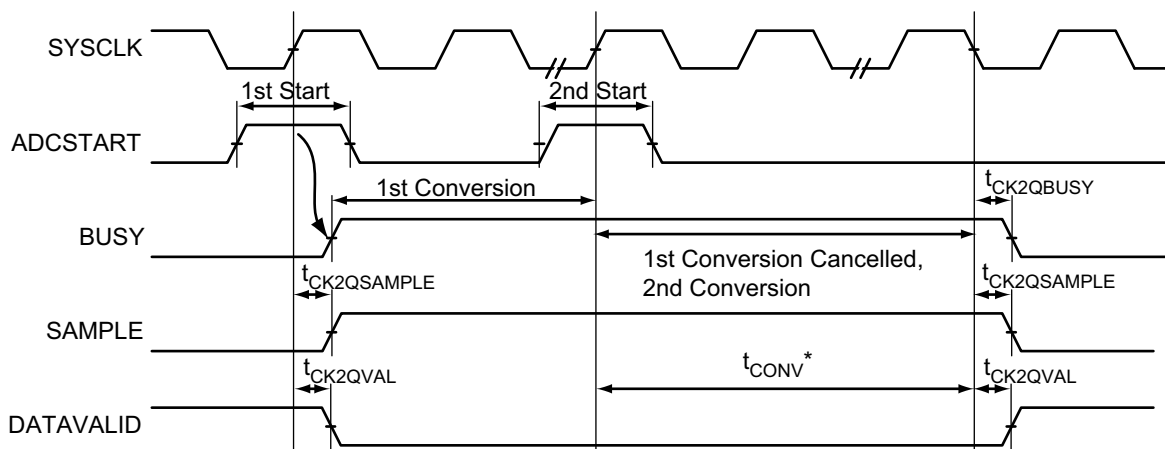 SYSCLK
1st Start
2nd Start
ADCSTART
1st Conversion
tCK2QBUSY
BUSY
1st Conversion Cancelled,
2nd Conversion
tCK2QSAMPLE
tCK2QSAMPLE
SAMPLE
tCK2QVAL
tCONV*
tCK2QVAL
DATAVALID